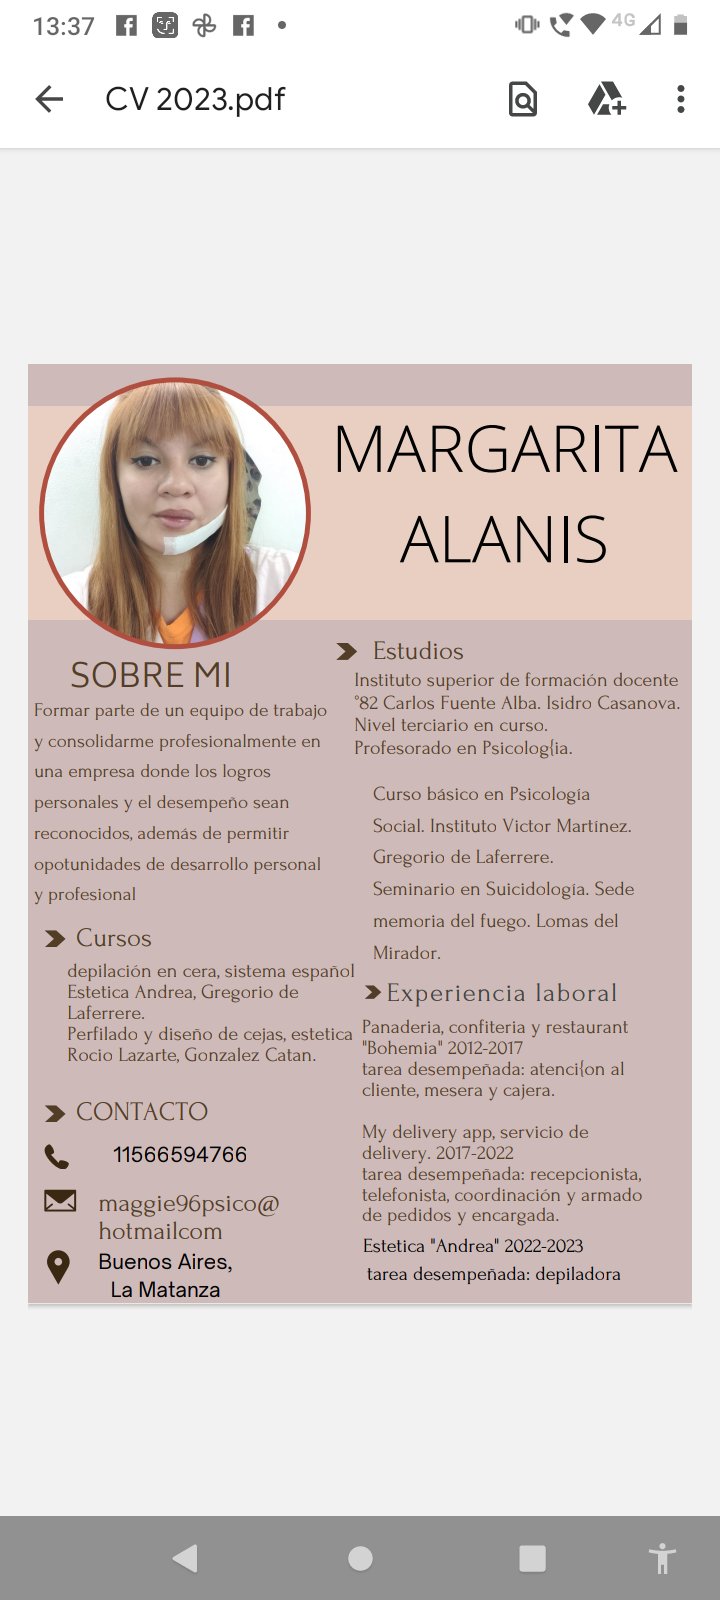 13:37
4G
CV 2023.pdf
MARGARITA
ALANIS
SOBRE MI
Formar parte de un equipo de trabajo
y consolidarme profesionalmente en
una empresa donde los logros
personales y el desempeño sean
reconocidos, además de permitir
opotunidades de desarrollo personal
y profesional
Cursos
depilación en cera, sistema español
Estetica Andrea, Gregorio de
Laferrere.
Perfilado y diseño de cejas, estetica
Rocio Lazarte, Gonzalez Catan.
CONTACTO
11566594766
maggie96psico@
hotmailcom
Buenos Aires,
La Matanza
Estudios
Instituto superior de formación docente
°82 Carlos Fuente Alba. Isidro Casanova.
Nivel terciario en curso.
Profesorado en Psicolog{ia.
Curso básico en Psicología
Social. Instituto Victor Martínez.
Gregorio de Laferrere.
Seminario en Suicidología. Sede
memoria del fuego. Lomas del
Mirador.
Experiencia laboral
Panaderia, confiteria y restaurant
"Bohemia" 2012-2017
tarea desempeñada: atenci{on al
cliente, mesera y cajera.
My delivery app, servicio de
delivery. 2017-2022
tarea desempeñada: recepcionista,
telefonista, coordinación y armado
de pedidos y encargada.
Estetica "Andrea" 2022-2023
tarea desempeñada: depiladora